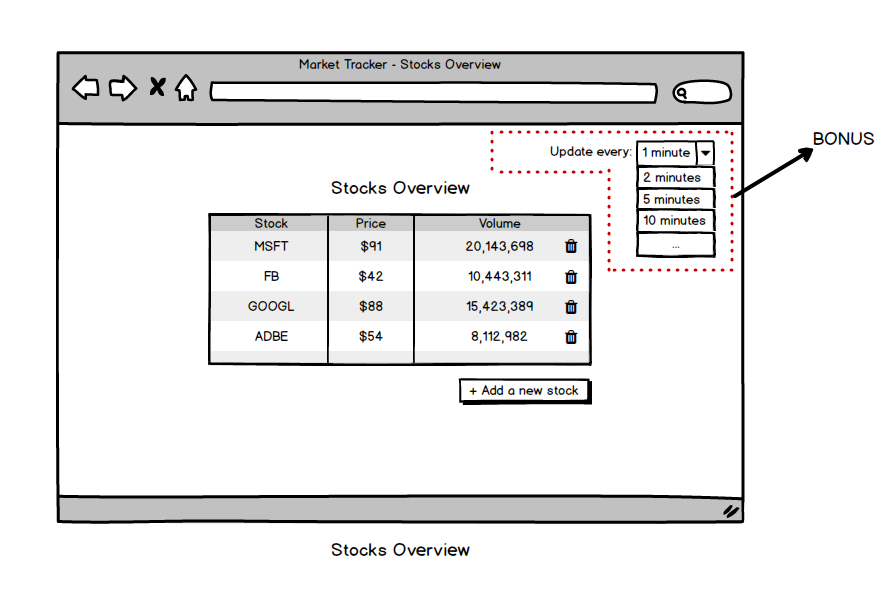 Market Tracker - Stocks Overview
BONUS
Update every: 1 minute
2 minutes
5 minutes
10 minutes
...
Stocks Overview
Stock Price Volume
MSFT $91 20,143,698
FB $42 10,443,311
GOOGL $88 15,423,389
ADBE $54 8,112,982
+ Add a new stock
Stocks Overview